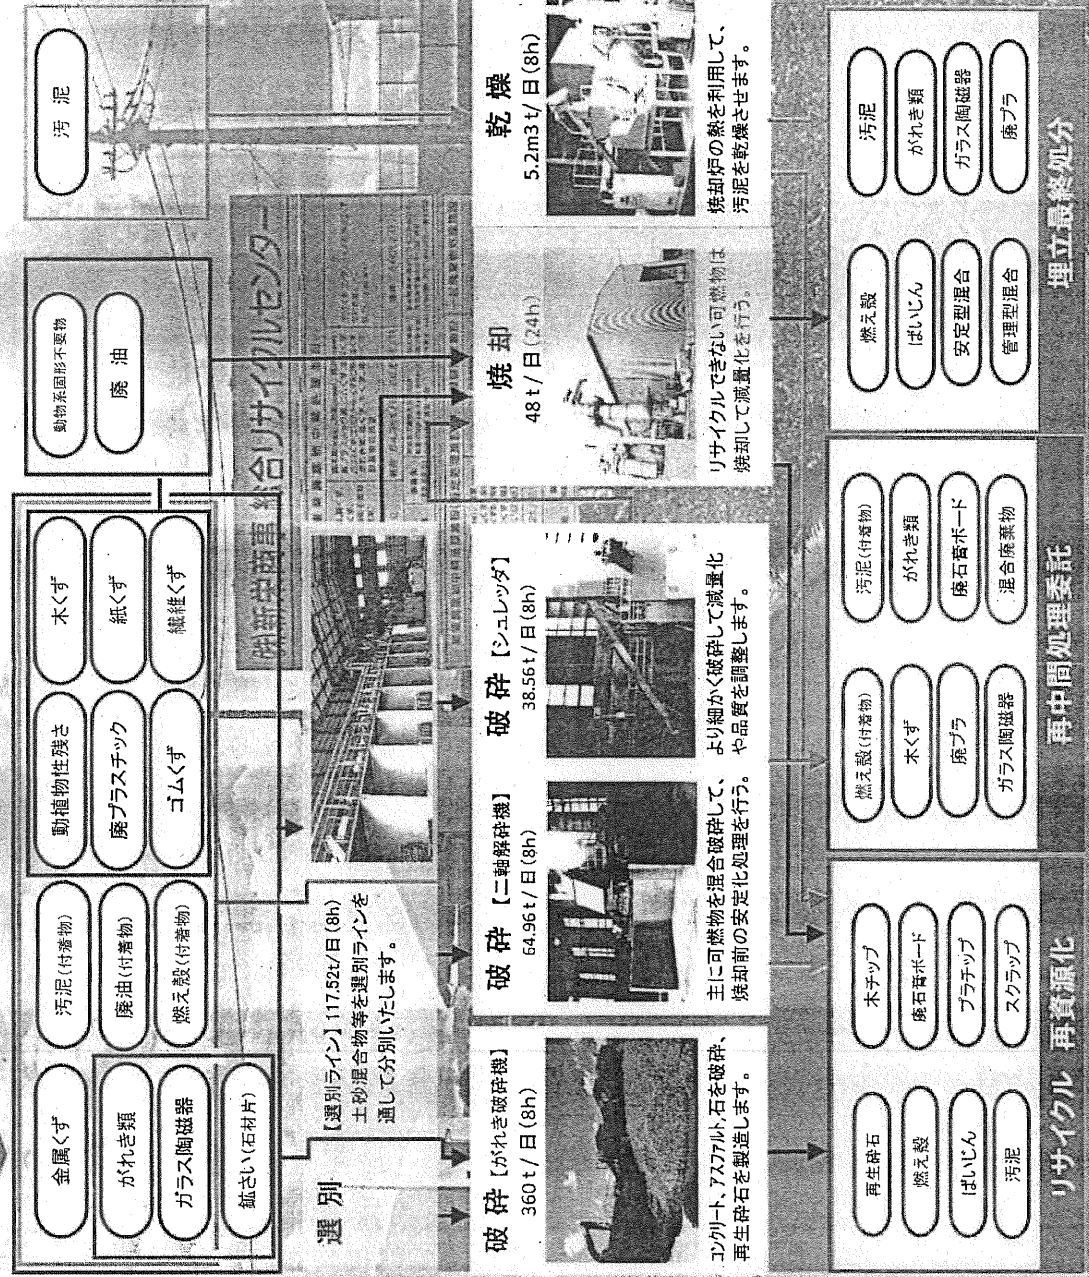 金属くず
がれき類
ガラス陶磁器
鉱さい(石材片)
汚泥(付着物)
廃油(付着物)
燃え殻(付着物)
動植物性残さ
廃プラスチック
ゴムくず
木くず
紙くず
繊維くず
動物系固形不要物
廃油
汚泥
㈱新中商事 総合リサイクルセンター
選別
【選別ライン】117.52t/日(8h)
土砂混合物等を選別ラインを
通して分別いたします。
破砕【がれき破砕機】
360t/日(8h)
コンクリート、アスファルト、石を破砕、
再生砕石を製造します。
破砕【二軸解砕機】
64.96t/日(8h)
主に可燃物を混合破砕して、
焼却前の安定化処理を行う。
破砕【シュレッダ】
38.56t/日(8h)
より細かく破砕して減量化
や品質を調整します。
焼却
48t/日(24h)
リサイクルできない可燃物は
焼却して減量化を行う。
乾燥
5.2m3t/日(8h)
焼却炉の熱を利用して、
汚泥を乾燥させます。
再生砕石
燃え殻
ばいじん
汚泥
木チップ
廃石膏ボード
プラチップ
スクラップ
リサイクル 再資源化
燃え殻(付着物)
木くず
廃プラ
ガラス陶磁器
汚泥(付着物)
がれき類
廃石膏ボード
混合廃棄物
再中間処理委託
燃え殻
ばいじん
安定型混合
管理型混合
汚泥
がれき類
ガラス陶磁器
廃プラ
埋立最終処分